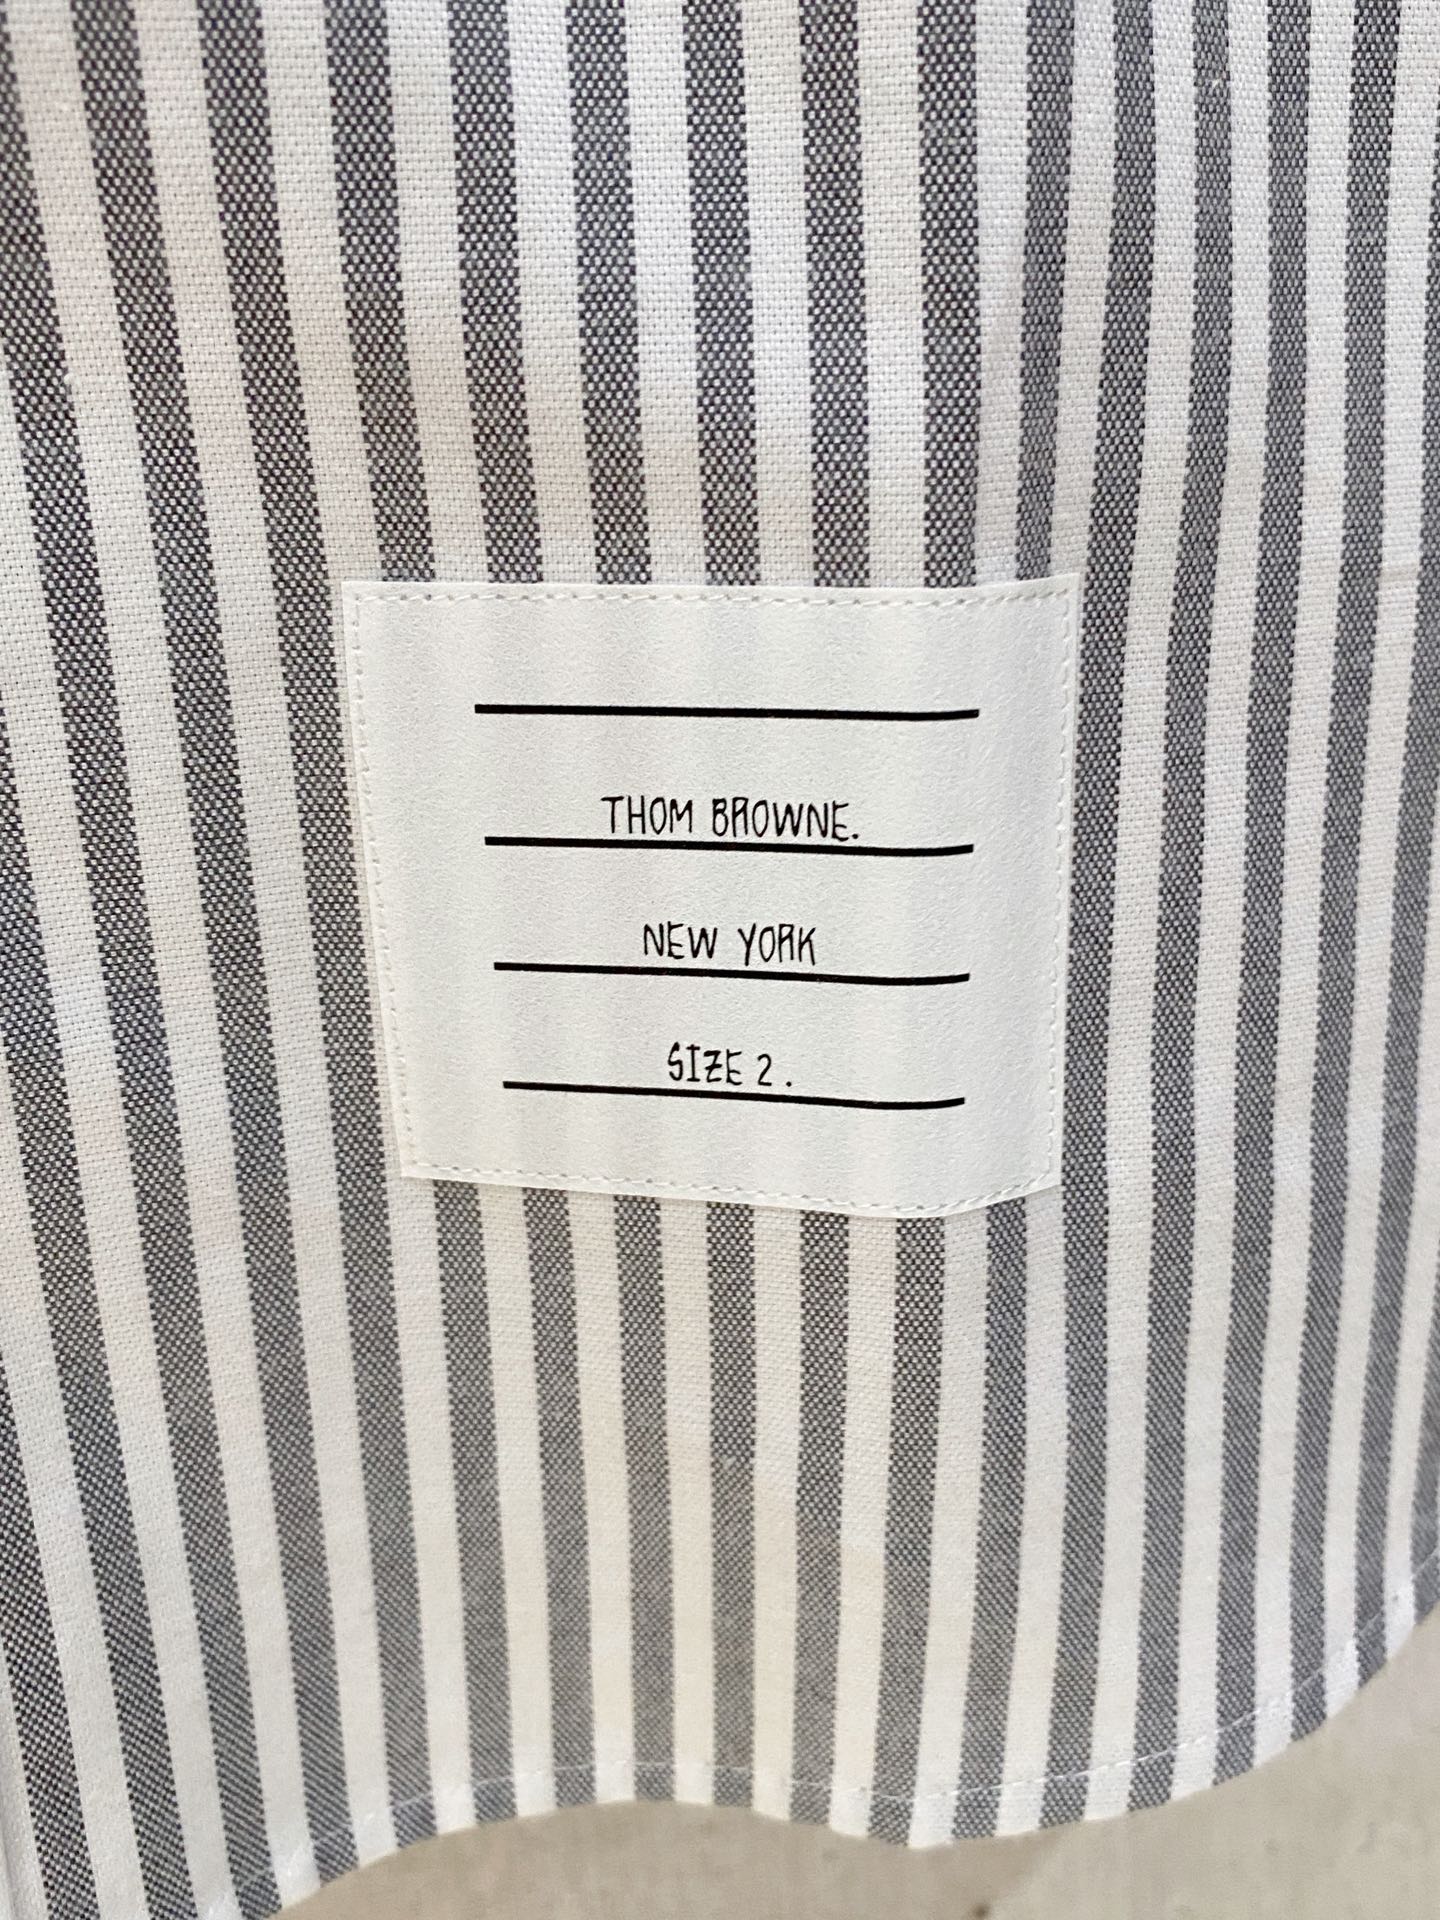 THOM BROWNE.
NEW YORK
SIZE 2.